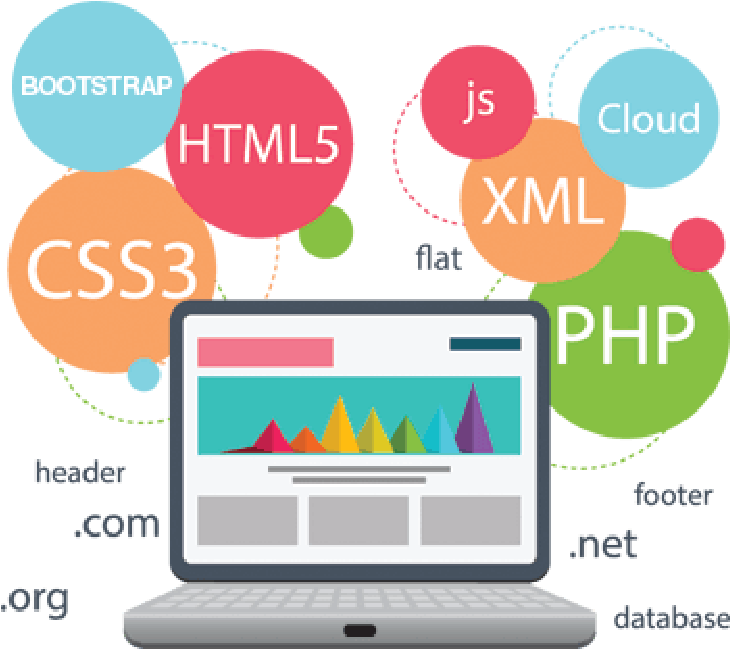 BOOTSTRAP
HTML5
js
Cloud
XML
CSS3
flat
PHP
header
footer
.com
.net
.org
database